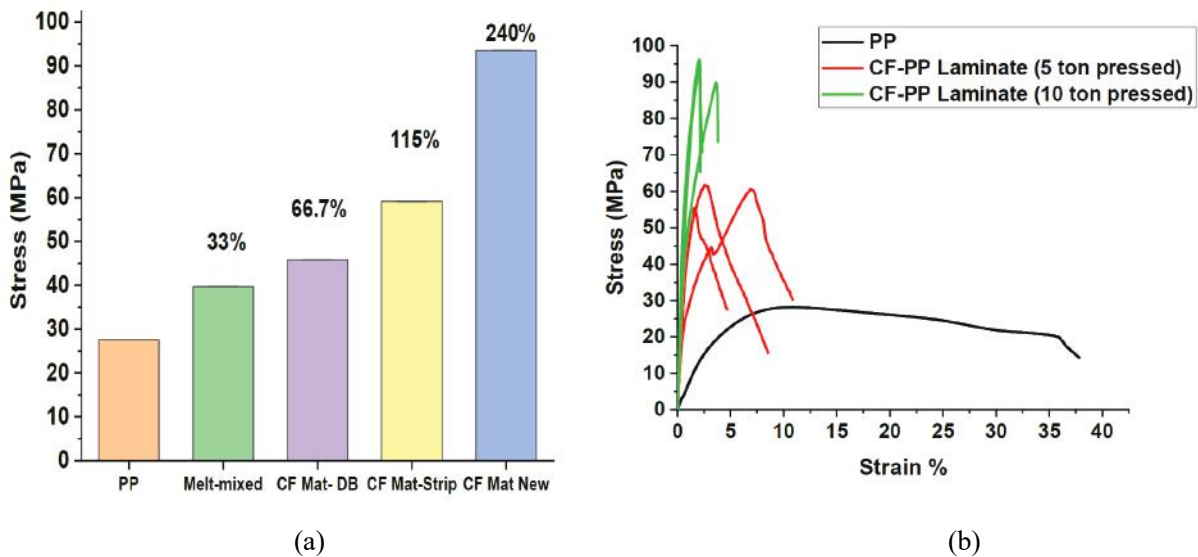 100
90
80
70
60
50
40
30
20
10
0
Stress (MPa)
33%
66.7%
115%
240%
PP
Melt-mixed
CF Mat- DB
CF Mat-Strip
CF Mat New
(a)
PP
CF-PP Laminate (5 ton pressed)
CF-PP Laminate (10 ton pressed)
100
90
80
70
60
50
40
30
20
10
0
Stress (MPa)
0 5 10 15 20 25 30 35 40
Strain %
(b)